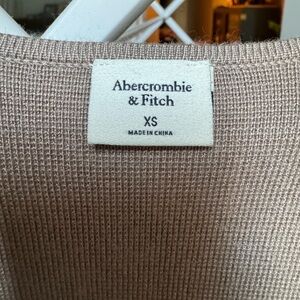 Abercrombie
& Fitch
XS
MADE IN CHINA